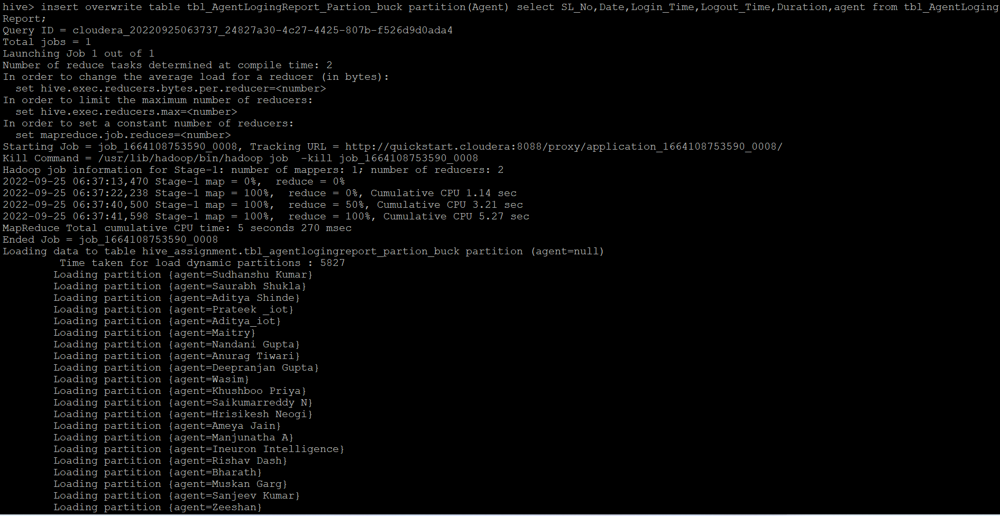 hive> insert overwrite table tbl_AgentLogingReport_Partion_buck partition(Agent) select SL_No,Date,Login_Time,Logout_Time,Duration,agent from tbl_AgentLoging
Report;
Query ID = cloudera_20220925063737_24827a30-4c27-4425-807b-f526d9d0ada4
Total jobs = 1
Launching Job 1 out of 1
Number of reduce tasks determined at compile time: 2
In order to change the average load for a reducer (in bytes):
  set hive.exec.reducers.bytes.per.reducer=<number>
In order to limit the maximum number of reducers:
  set hive.exec.reducers.max=<number>
In order to set a constant number of reducers:
  set mapreduce.job.reduces=<number>
Starting Job = job_1664108753590_0008, Tracking URL = http://quickstart.cloudera:8088/proxy/application_1664108753590_0008/
Kill Command = /usr/lib/hadoop/bin/hadoop job  -kill job_1664108753590_0008
Hadoop job information for Stage-1: number of mappers: 1; number of reducers: 2
2022-09-25 06:37:13,470 Stage-1 map = 0%,  reduce = 0%
2022-09-25 06:37:22,238 Stage-1 map = 100%,  reduce = 0%, Cumulative CPU 1.14 sec
2022-09-25 06:37:40,500 Stage-1 map = 100%,  reduce = 50%, Cumulative CPU 3.21 sec
2022-09-25 06:37:41,598 Stage-1 map = 100%,  reduce = 100%, Cumulative CPU 5.27 sec
MapReduce Total cumulative CPU time: 5 seconds 270 msec
Ended Job = job_1664108753590_0008
Loading data to table hive_assignment.tbl_agentlogingreport_partion_buck partition (agent=null)
         Time taken for load dynamic partitions : 5827
        Loading partition {agent=Sudhanshu Kumar}
        Loading partition {agent=Saurabh Shukla}
        Loading partition {agent=Aditya Shinde}
        Loading partition {agent=Prateek _iot}
        Loading partition {agent=Aditya_iot}
        Loading partition {agent=Maitry}
        Loading partition {agent=Nandani Gupta}
        Loading partition {agent=Anurag Tiwari}
        Loading partition {agent=Deepranjan Gupta}
        Loading partition {agent=Wasim}
        Loading partition {agent=Khushboo Priya}
        Loading partition {agent=Saikumarreddy N}
        Loading partition {agent=Hrisikesh Neogi}
        Loading partition {agent=Ameya Jain}
        Loading partition {agent=Manjunatha A}
        Loading partition {agent=Ineuron Intelligence}
        Loading partition {agent=Rishav Dash}
        Loading partition {agent=Bharath}
        Loading partition {agent=Muskan Garg}
        Loading partition {agent=Sanjeev Kumar}
        Loading partition {agent=Zeeshan}